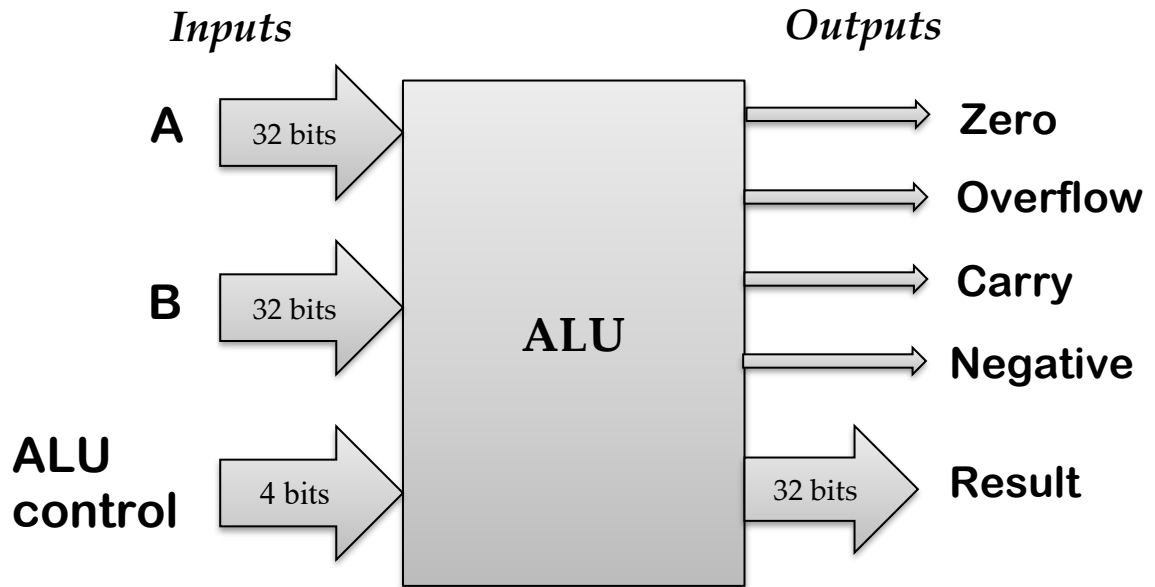 Inputs
Outputs
A
32 bits
Zero
Overflow
B
32 bits
ALU
Carry
Negative
ALU
control
4 bits
32 bits
Result